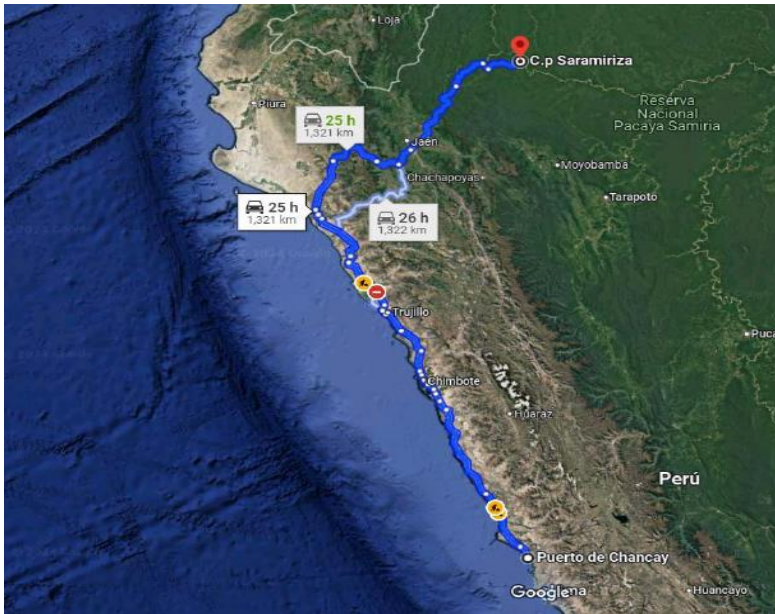 Loja
C.p Saramiriza
Piura
25 h
1,321 km
Reserva
Nacional
Pacaya Samiria
Jaén
Moyobamba
Chachapoyas
Tarapoto
25 h
1,321 km
26 h
1,322 km
Trujillo
Puca
Chimbote
Huaraz
Perú
Puerto de Chancay
Google
ma
Huancayo